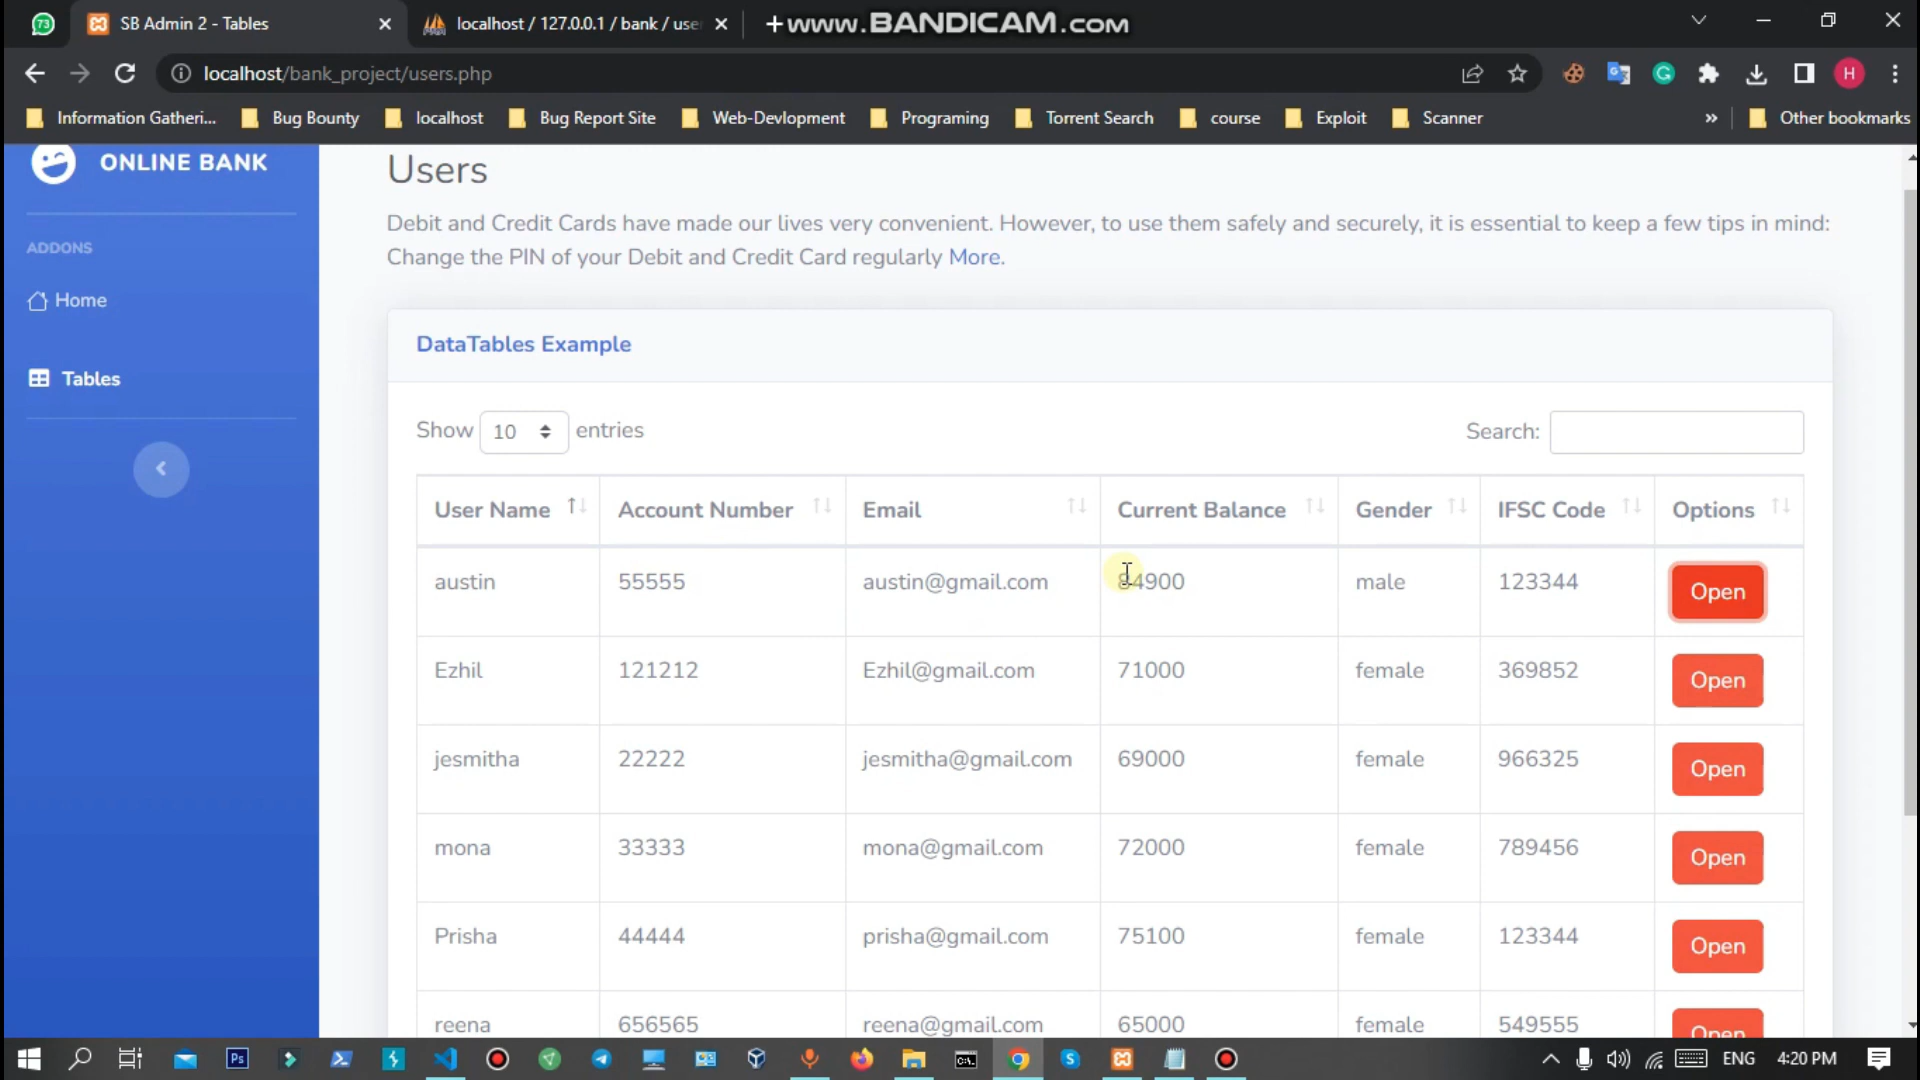 73
SB Admin 2 - Tables
localhost / 127.0.0.1 / bank / use
www.BANDICAM.com
localhost/bank_project/users.php
H
Information Gatheri...
Bug Bounty
localhost
Bug Report Site
Web-Devlopment
Programing
Torrent Search
course
Exploit
Scanner
»
Other bookmarks
ONLINE BANK
ADDONS
Home
Tables
Users
Debit and Credit Cards have made our lives very convenient. However, to use them safely and securely, it is essential to keep a few tips in mind:
Change the PIN of your Debit and Credit Card regularly More.
DataTables Example
Show 10 entries
Search:
User Name Account Number Email Current Balance Gender IFSC Code Options
austin 55555 austin@gmail.com 84900 male 123344 Open
Ezhil 121212 Ezhil@gmail.com 71000 female 369852 Open
jesmitha 22222 jesmitha@gmail.com 69000 female 966325 Open
mona 33333 mona@gmail.com 72000 female 789456 Open
Prisha 44444 prisha@gmail.com 75100 female 123344 Open
reena 656565 reena@gmail.com 65000 female 549555 Open
Ps
ENG
4:20 PM